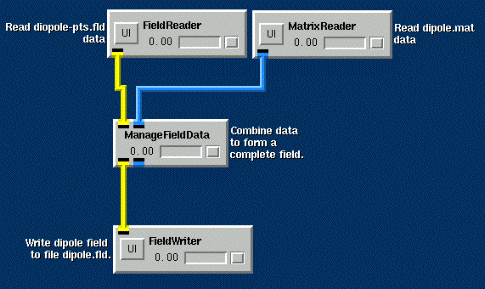 Read diopole-pts.fld
data
UI
FieldReader
0.00
UI
MatrixReader
0.00
Read dipole.mat
data
ManageFieldData
0.00
Combine data
to form a
complete field.
Write dipole field
to file dipole.fld.
UI
FieldWriter
0.00